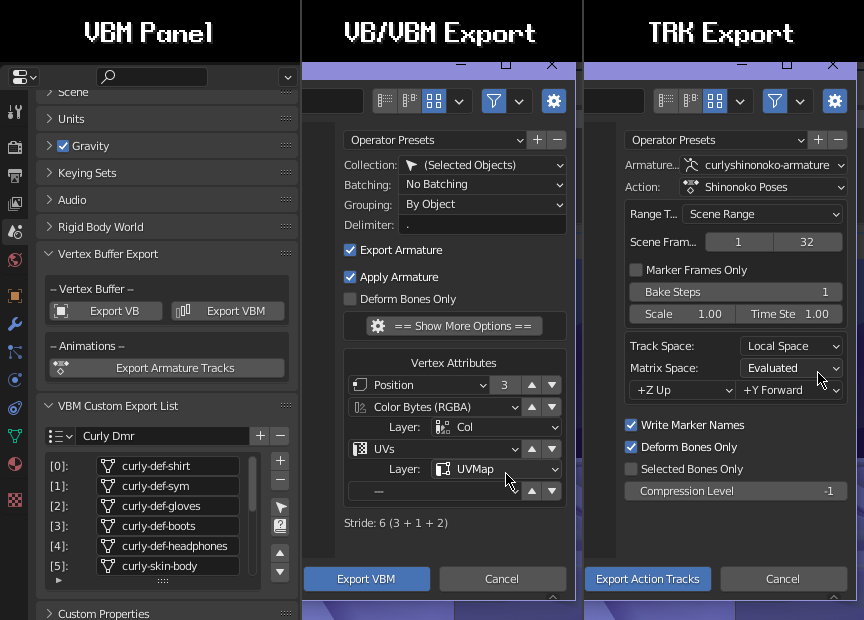 VBM Panel
Scene
Units
Gravity
Keying Sets
Audio
Rigid Body World
Vertex Buffer Export
-- Vertex Buffer --
Export VB
Export VBM
-- Animations --
Export Armature Tracks
VBM Custom Export List
Curly Dmr
[0]: curly-def-shirt
[1]: curly-def-sym
[2]: curly-def-gloves
[3]: curly-def-boots
[4]: curly-def-headphones
[5]: curly-skin-body
Custom Properties
VB/VBM Export
Operator Presets
Collection: (Selected Objects)
Batching: No Batching
Grouping: By Object
Delimiter: .
Export Armature
Apply Armature
Deform Bones Only
== Show More Options ==
Vertex Attributes
Position 3
Color Bytes (RGBA)
Layer: Col
UVs
Layer: UVMap
---
Stride: 6 (3 + 1 + 2)
Export VBM Cancel
TRK Export
Operator Presets
Armature... curlyshinonoko-armature
Action: Shinonoko Poses
Range T... Scene Range
Scene Fram... 1 32
Marker Frames Only
Bake Steps 1
Scale 1.00 Time Ste 1.00
Track Space: Local Space
Matrix Space: Evaluated
+Z Up +Y Forward
Write Marker Names
Deform Bones Only
Selected Bones Only
Compression Level -1
Export Action Tracks Cancel